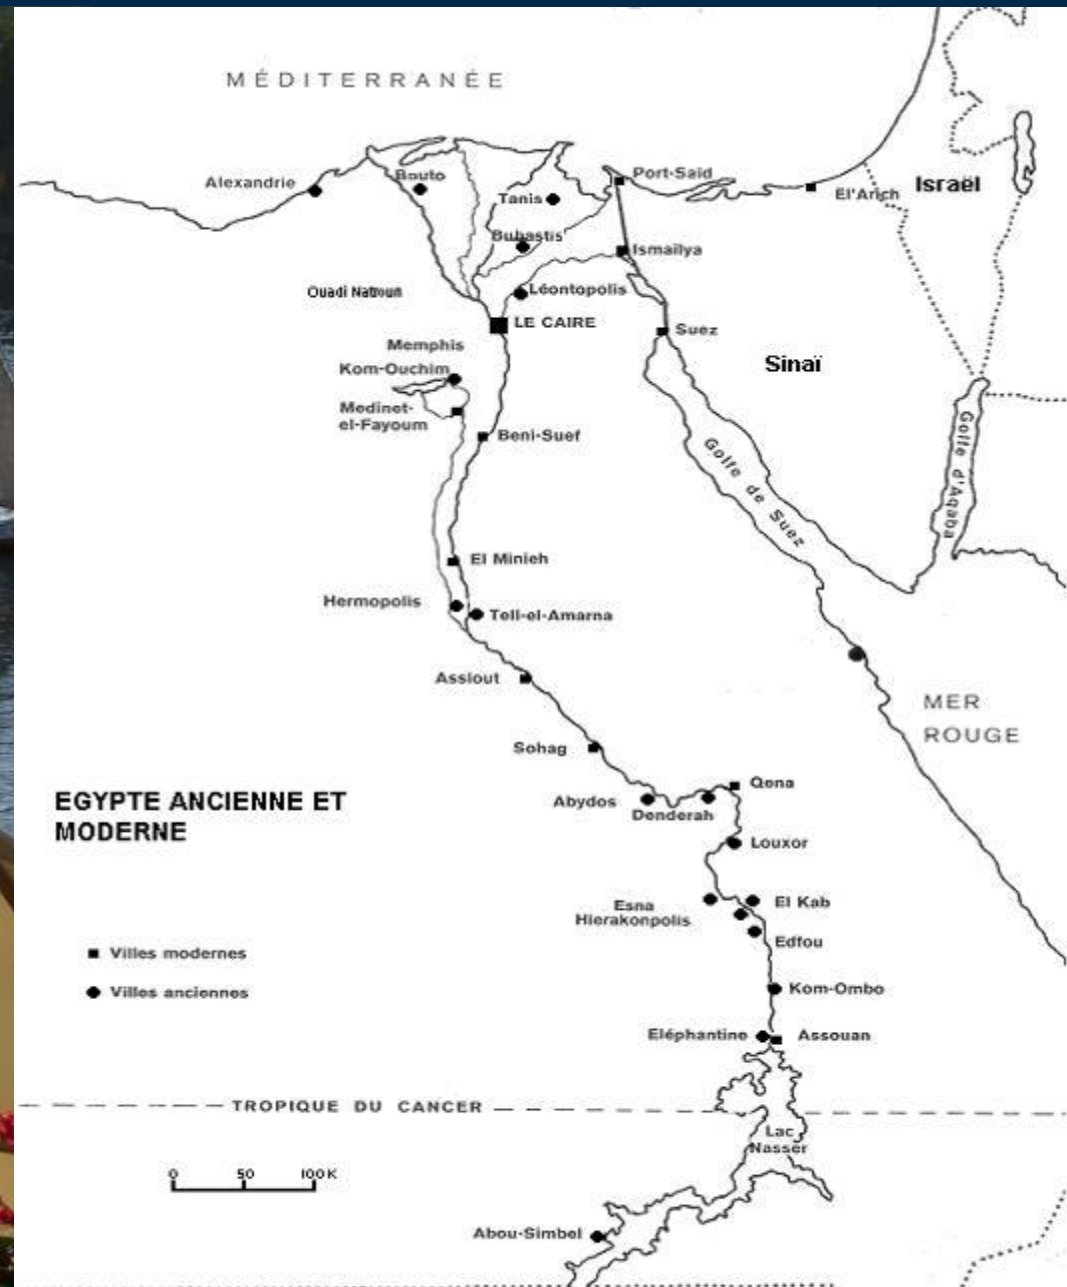 MÉDITERRANÉE
Alexandrie
Bouto
Tanis
Port-Said
El'Arich
Israël
Bubastis
Ismaïlya
Ouadi Natroun
Léontopolis
LE CAIRE
Suez
Memphis
Kom-Ouchim
Sinaï
Medinet-
el-Fayoum
Beni-Suef
Golfe de Suez
Golfe d'Aqaba
El Minieh
Hermopolis
Tell-el-Amarna
Assiout
MER
ROUGE
Sohag
Qena
EGYPTE ANCIENNE ET
MODERNE
Abydos
Denderah
Louxor
Esna
El Kab
Hierakonpolis
Edfou
Villes modernes
Villes anciennes
Kom-Ombo
Eléphantine
Assouan
TROPIQUE DU CANCER
Lac
Nasser
0 50 100K
Abou-Simbel